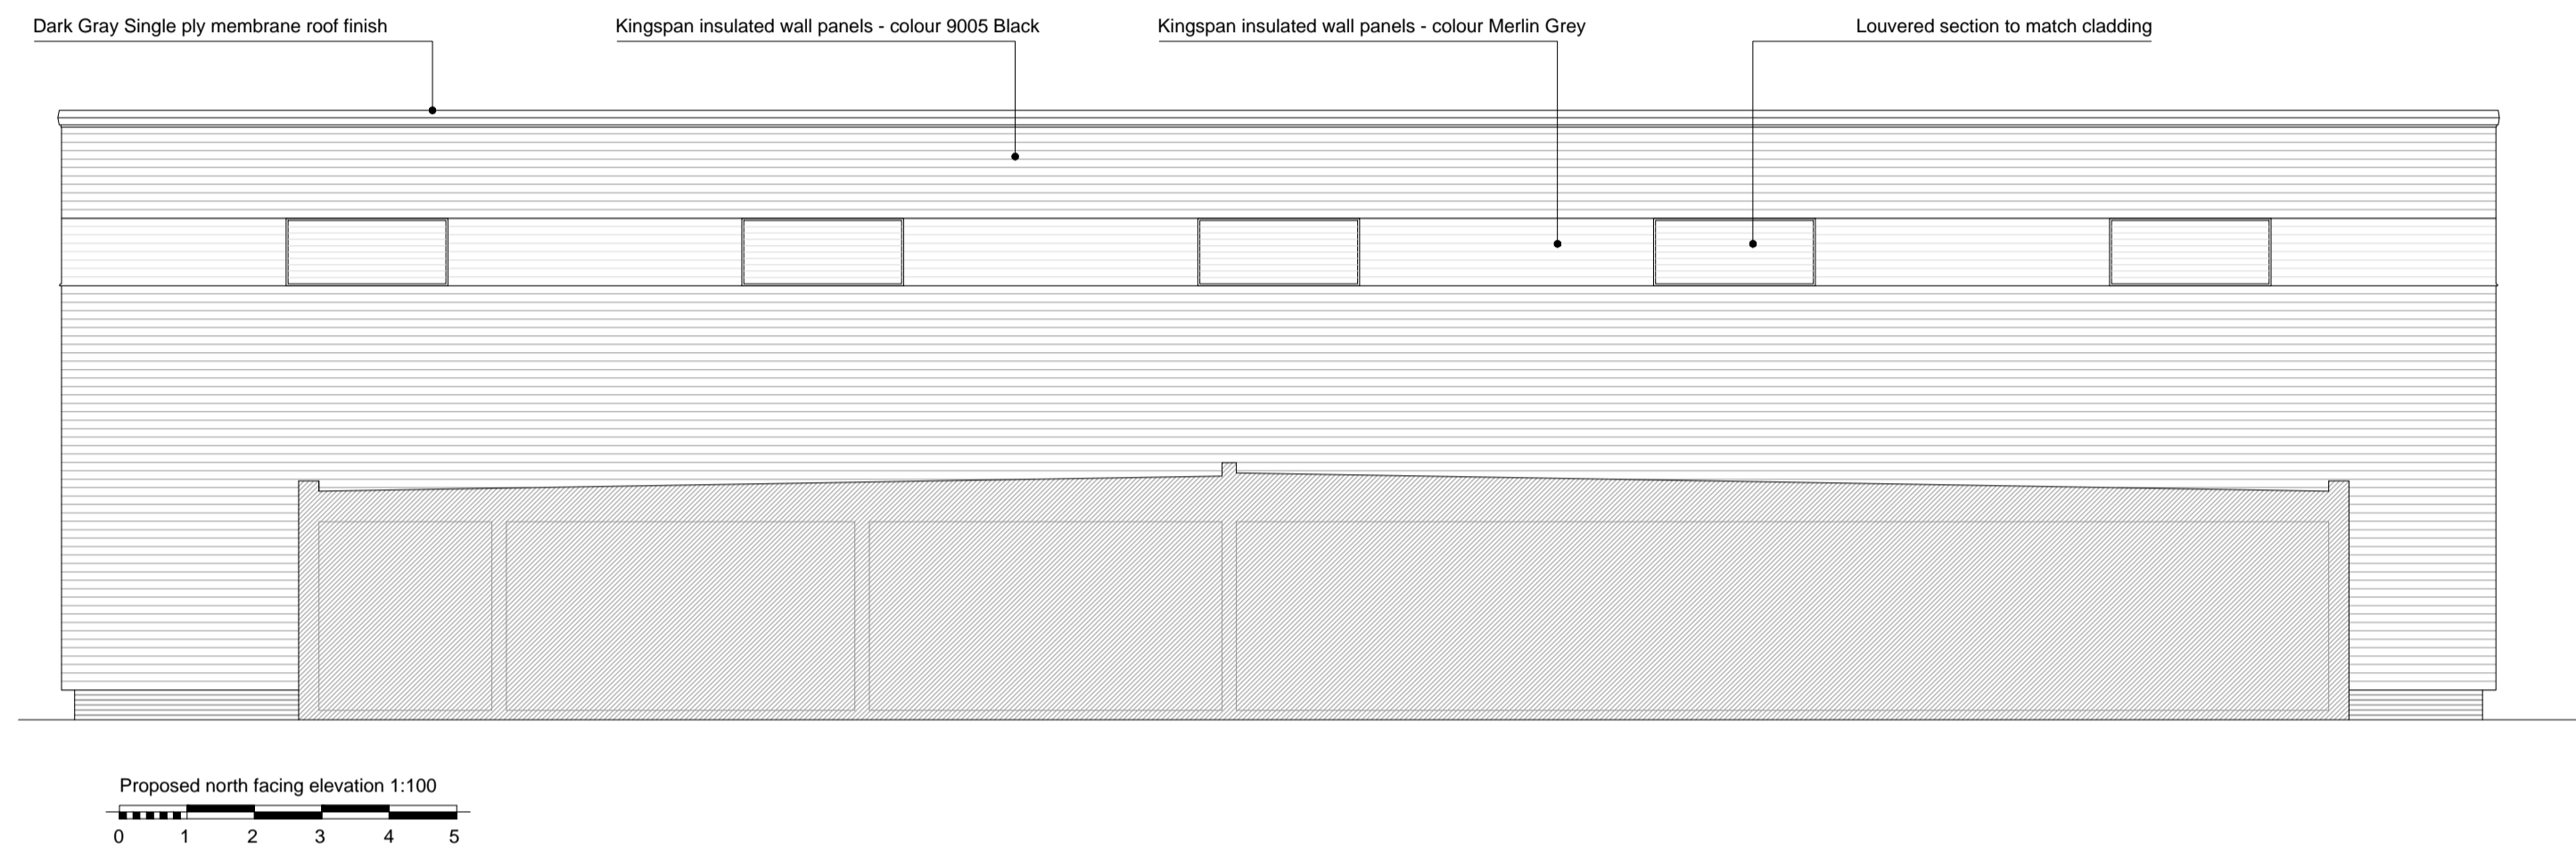 Dark Gray Single ply membrane roof finish
Kingspan insulated wall panels - colour 9005 Black
Kingspan insulated wall panels - colour Merlin Grey
Louvered section to match cladding
Proposed north facing elevation 1:100
0 1 2 3 4 5